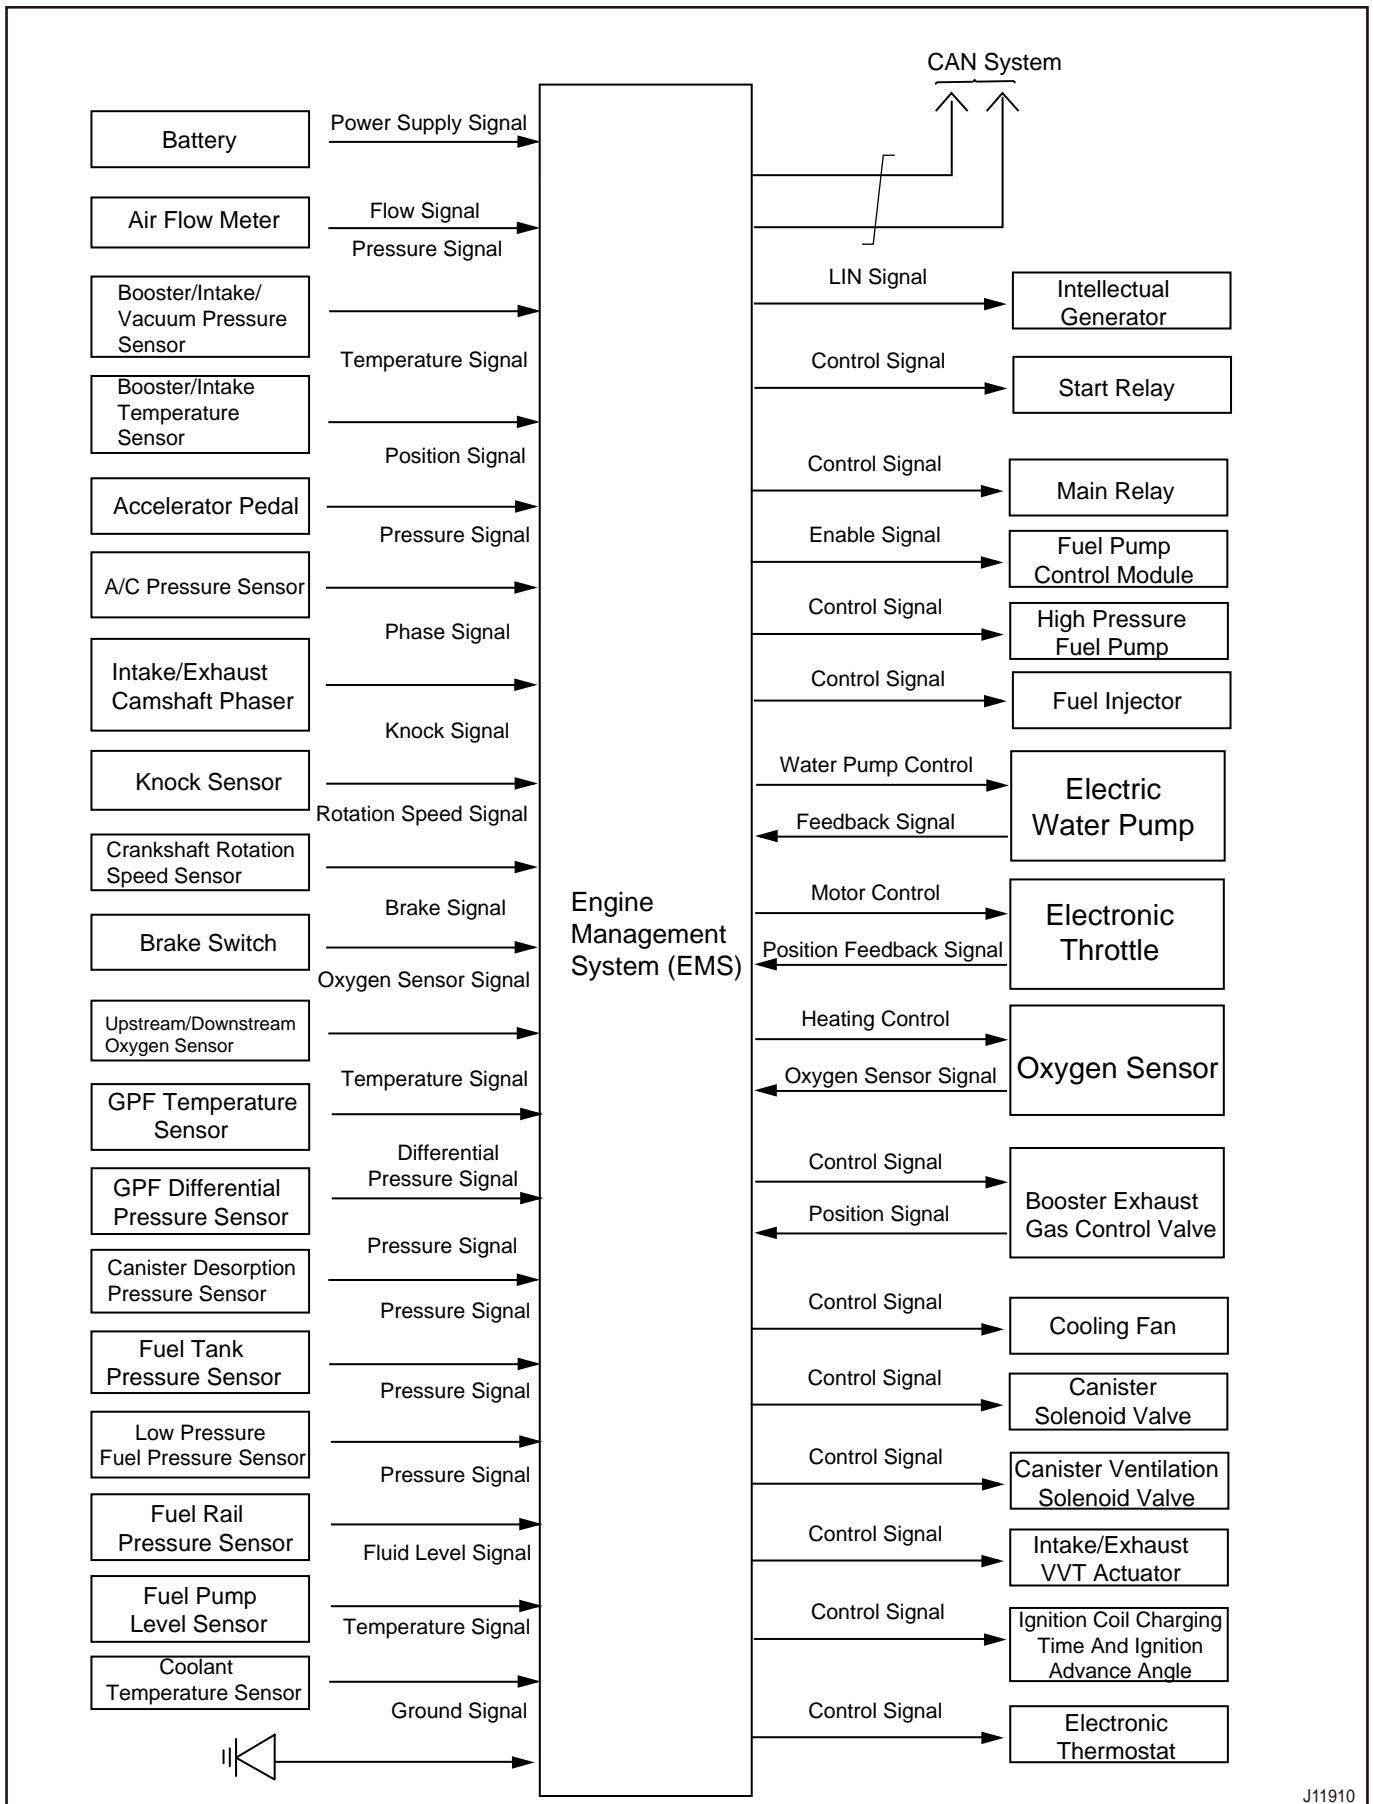 CAN System
Battery
Power Supply Signal
Air Flow Meter
Flow Signal
Pressure Signal
Booster/Intake/
Vacuum Pressure
Sensor
Temperature Signal
Booster/Intake
Temperature
Sensor
Position Signal
Accelerator Pedal
Pressure Signal
A/C Pressure Sensor
Phase Signal
Intake/Exhaust
Camshaft Phaser
Knock Signal
Knock Sensor
Rotation Speed Signal
Crankshaft Rotation
Speed Sensor
Brake Signal
Brake Switch
Oxygen Sensor Signal
Upstream/Downstream
Oxygen Sensor
Temperature Signal
GPF Temperature
Sensor
Differential
Pressure Signal
GPF Differential
Pressure Sensor
Pressure Signal
Canister Desorption
Pressure Sensor
Pressure Signal
Fuel Tank
Pressure Sensor
Pressure Signal
Low Pressure
Fuel Pressure Sensor
Pressure Signal
Fuel Rail
Pressure Sensor
Fluid Level Signal
Fuel Pump
Level Sensor
Temperature Signal
Coolant
Temperature Sensor
Ground Signal
Engine
Management
System (EMS)
LIN Signal
Intellectual
Generator
Control Signal
Start Relay
Control Signal
Main Relay
Enable Signal
Fuel Pump
Control Module
Control Signal
High Pressure
Fuel Pump
Control Signal
Fuel Injector
Water Pump Control
Feedback Signal
Electric
Water Pump
Motor Control
Position Feedback Signal
Electronic
Throttle
Heating Control
Oxygen Sensor Signal
Oxygen Sensor
Control Signal
Position Signal
Booster Exhaust
Gas Control Valve
Control Signal
Cooling Fan
Control Signal
Canister
Solenoid Valve
Control Signal
Canister Ventilation
Solenoid Valve
Control Signal
Intake/Exhaust
VVT Actuator
Control Signal
Ignition Coil Charging
Time And Ignition
Advance Angle
Control Signal
Electronic
Thermostat
J11910